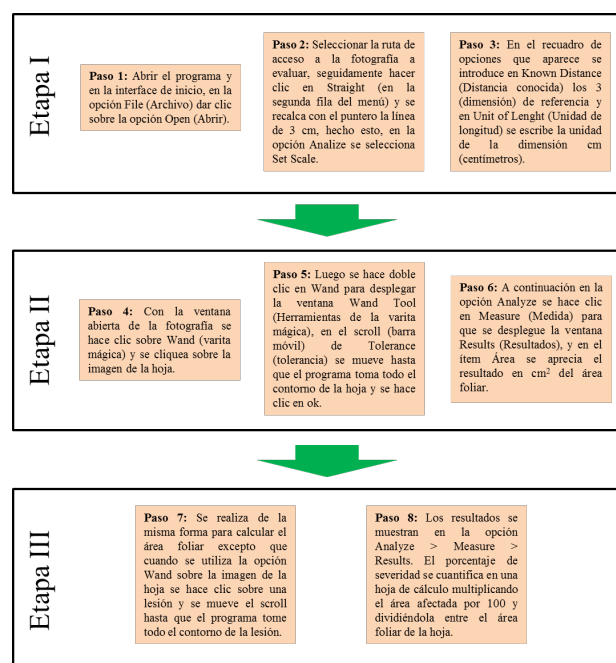 Etapa I
Paso 1: Abrir el programa y
en la interface de inicio, en la
opción File (Archivo) dar clic
sobre la opción Open (Abrir).
Paso 2: Seleccionar la ruta de
acceso a la fotografía a
evaluar, seguidamente hacer
clic en Straight (en la
segunda fila del menú) y se
recalca con el puntero la línea
de 3 cm, hecho esto, en la
opción Analize se selecciona
Set Scale.
Paso 3: En el recuadro de
opciones que aparece se
introduce en Known Distance
(Distancia conocida) los 3
(dimensión) de referencia y
en Unit of Lenght (Unidad de
longitud) se escribe la unidad
de la dimensión cm
(centímetros).
Etapa II
Paso 4: Con la ventana
abierta de la fotografía se
hace clic sobre Wand (varita
mágica) y se cliquea sobre la
imagen de la hoja.
Paso 5: Luego se hace doble
clic en Wand para desplegar
la ventana Wand Tool
(Herramientas de la varita
mágica), en el scroll (barra
móvil) de Tolerance
(tolerancia) se mueve hasta
que el programa toma todo el
contorno de la hoja y se hace
clic en ok.
Paso 6: A continuación en la
opción Analyze se hace clic
en Measure (Medida) para
que se despliegue la ventana
Results (Resultados), y en el
ítem Área se aprecia el
resultado en cm² del área
foliar.
Etapa III
Paso 7: Se realiza de la
misma forma para calcular el
área foliar excepto que
cuando se utiliza la opción
Wand sobre la imagen de la
hoja se hace clic sobre una
lesión y se mueve el scroll
hasta que el programa tome
todo el contorno de la lesión.
Paso 8: Los resultados se
muestran en la opción
Analyze > Measure >
Results. El porcentaje de
severidad se cuantifica en una
hoja de cálculo multiplicando
el área afectada por 100 y
dividiéndola entre el área
foliar de la hoja.